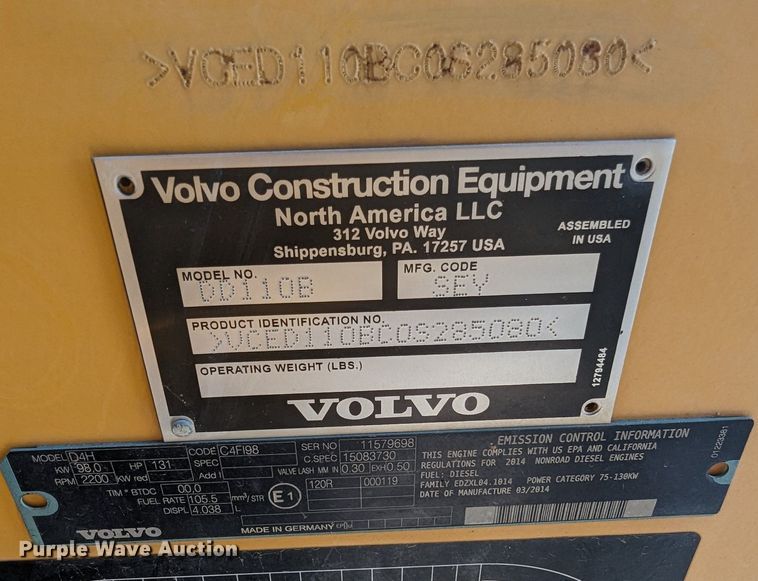 >VCED110BC0S285080<
Volvo Construction Equipment
North America LLC
312 Volvo Way
Shippensburg, PA. 17257 USA
ASSEMBLED
IN USA
MODEL NO.
DD110B
MFG. CODE
8EY
PRODUCT IDENTIFICATION NO.
>VCED110BC0S285080<
OPERATING WEIGHT (LBS.)
12794484
VOLVO
MODEL D4H CODE C4FI98 SER NO 11579698
KW 98.0 HP 131 SPEC C.SPEC 15083730
RPM 2200 KW red. - Add I VALVE LASH MM IN 0.30 EXH 0.50
TIM ° BTDC 00,0
FUEL RATE 105.5 mm³/STR
DISPL 4.038 L
E1
120R 000119
VOLVO
MADE IN GERMANY
EMISSION CONTROL INFORMATION
THIS ENGINE COMPLIES WITH US EPA AND CALIFORNIA
REGULATIONS FOR 2014 NONROAD DIESEL ENGINES
FUEL: DIESEL
FAMILY EDZXL04.1014 POWER CATEGORY 75-130KW
DATE OF MANUFACTURE 03/2014
01229381
Purple Wave Auction